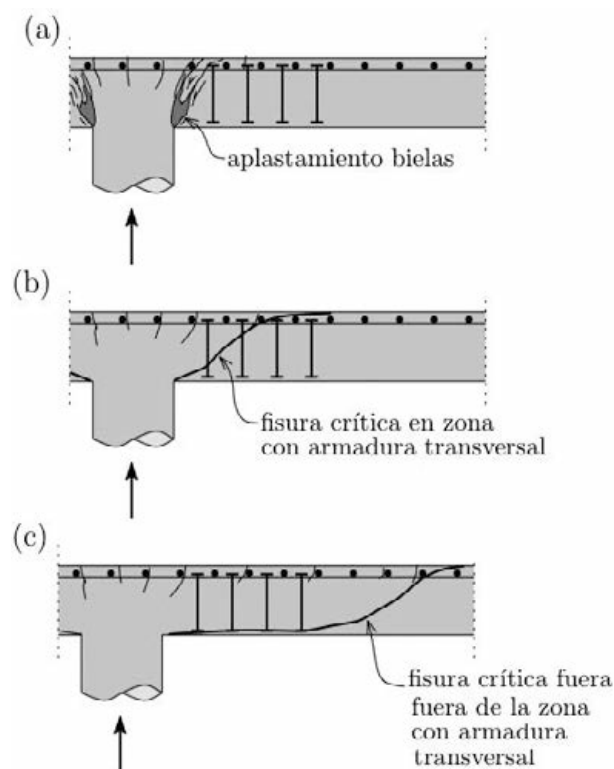 (a)
aplastamiento bielas
(b)
fisura crítica en zona
con armadura transversal
(c)
fisura crítica fuera
fuera de la zona
con armadura
transversal